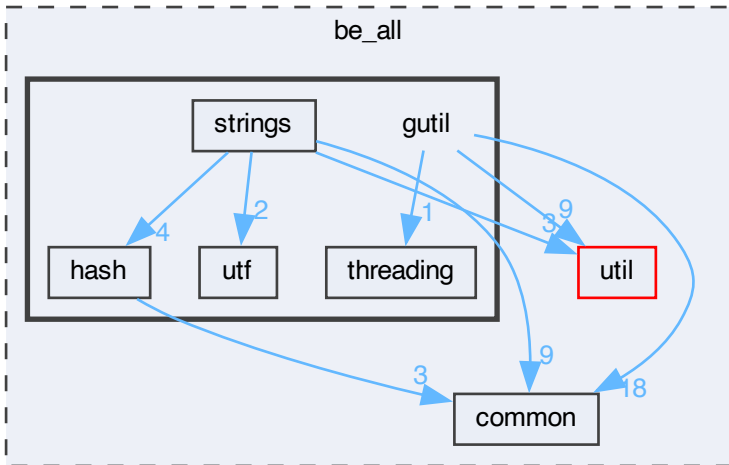 be_all
strings
gutil
4
2
1
9
3
hash
utf
threading
util
3
9
18
common